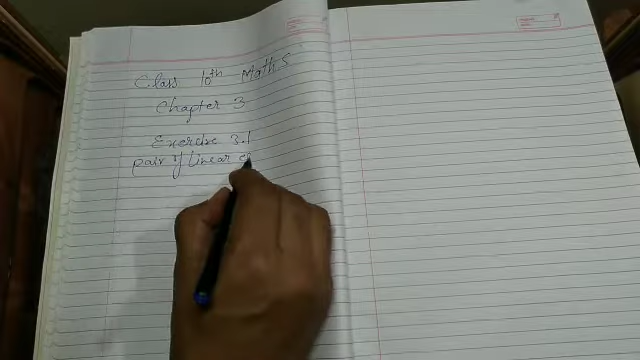 Class 10th Maths
Chapter 3
Exercise 3.1
pair of linear e